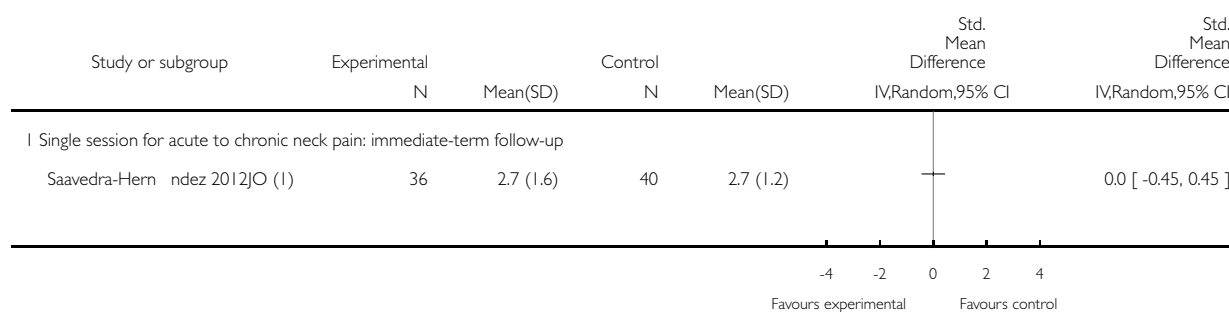 Std.
Mean
Difference
Std.
Mean
Difference
Study or subgroup Experimental Control
N Mean(SD) N Mean(SD) IV,Random,95% CI IV,Random,95% CI
1 Single session for acute to chronic neck pain: immediate-term follow-up
Saavedra-Hern ndez 2012JO (1) 36 2.7 (1.6) 40 2.7 (1.2) 0.0 [ -0.45, 0.45 ]
-4 -2 0 2 4
Favours experimental Favours control